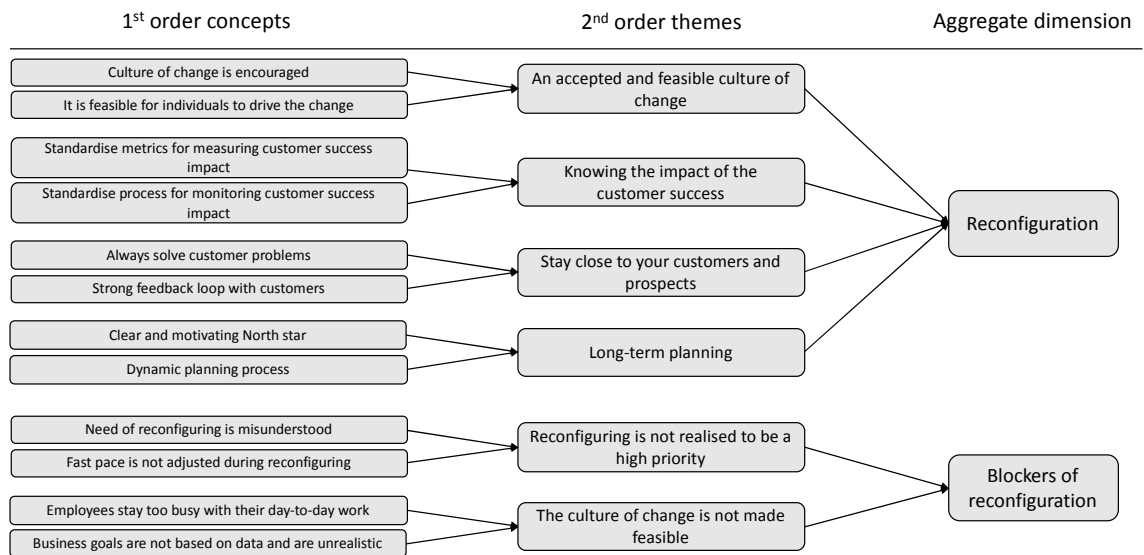 1st order concepts
2nd order themes
Aggregate dimension
Culture of change is encouraged
It is feasible for individuals to drive the change
An accepted and feasible culture of
change
Standardise metrics for measuring customer success
impact
Standardise process for monitoring customer success
impact
Knowing the impact of the
customer success
Always solve customer problems
Strong feedback loop with customers
Stay close to your customers and
prospects
Clear and motivating North star
Dynamic planning process
Long-term planning
Reconfiguration
Need of reconfiguring is misunderstood
Fast pace is not adjusted during reconfiguring
Reconfiguring is not realised to be a
high priority
Employees stay too busy with their day-to-day work
Business goals are not based on data and are unrealistic
The culture of change is not made
feasible
Blockers of
reconfiguration